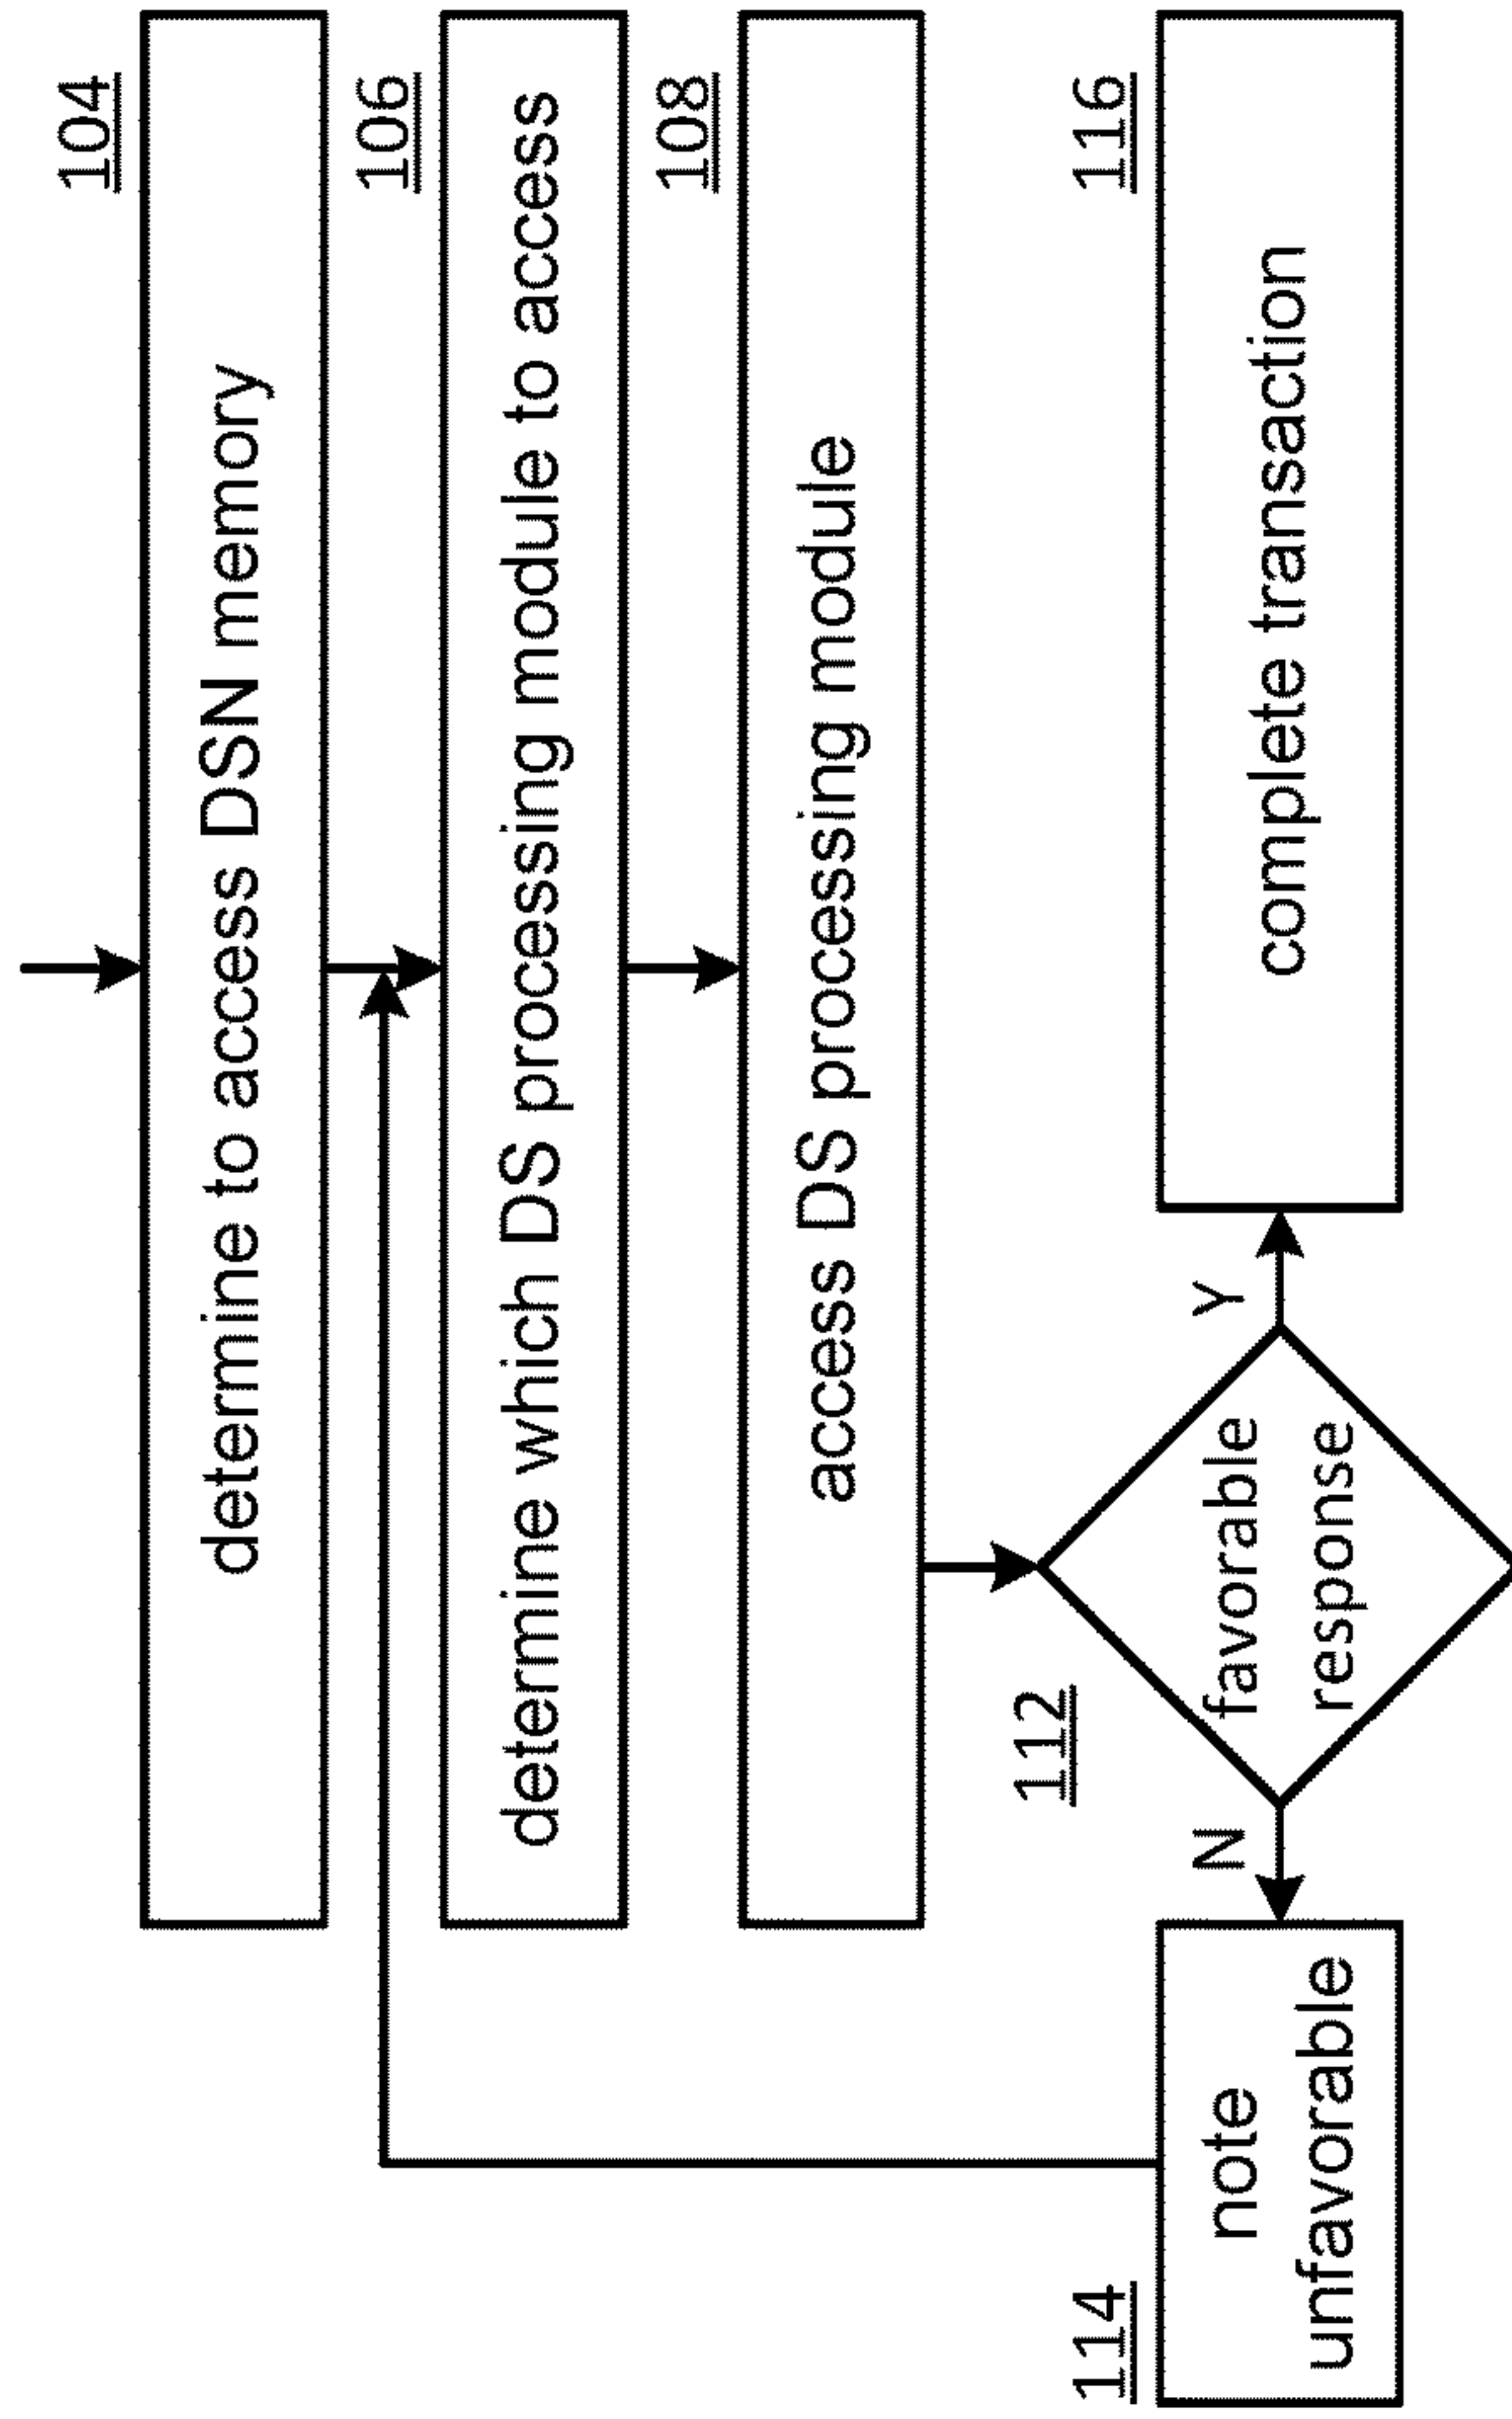 104
determine to access DSN memory
106
determine which DS processing module to access
108
access DS processing module
112
favorable
response
N
Y
114
note
unfavorable
116
complete transaction